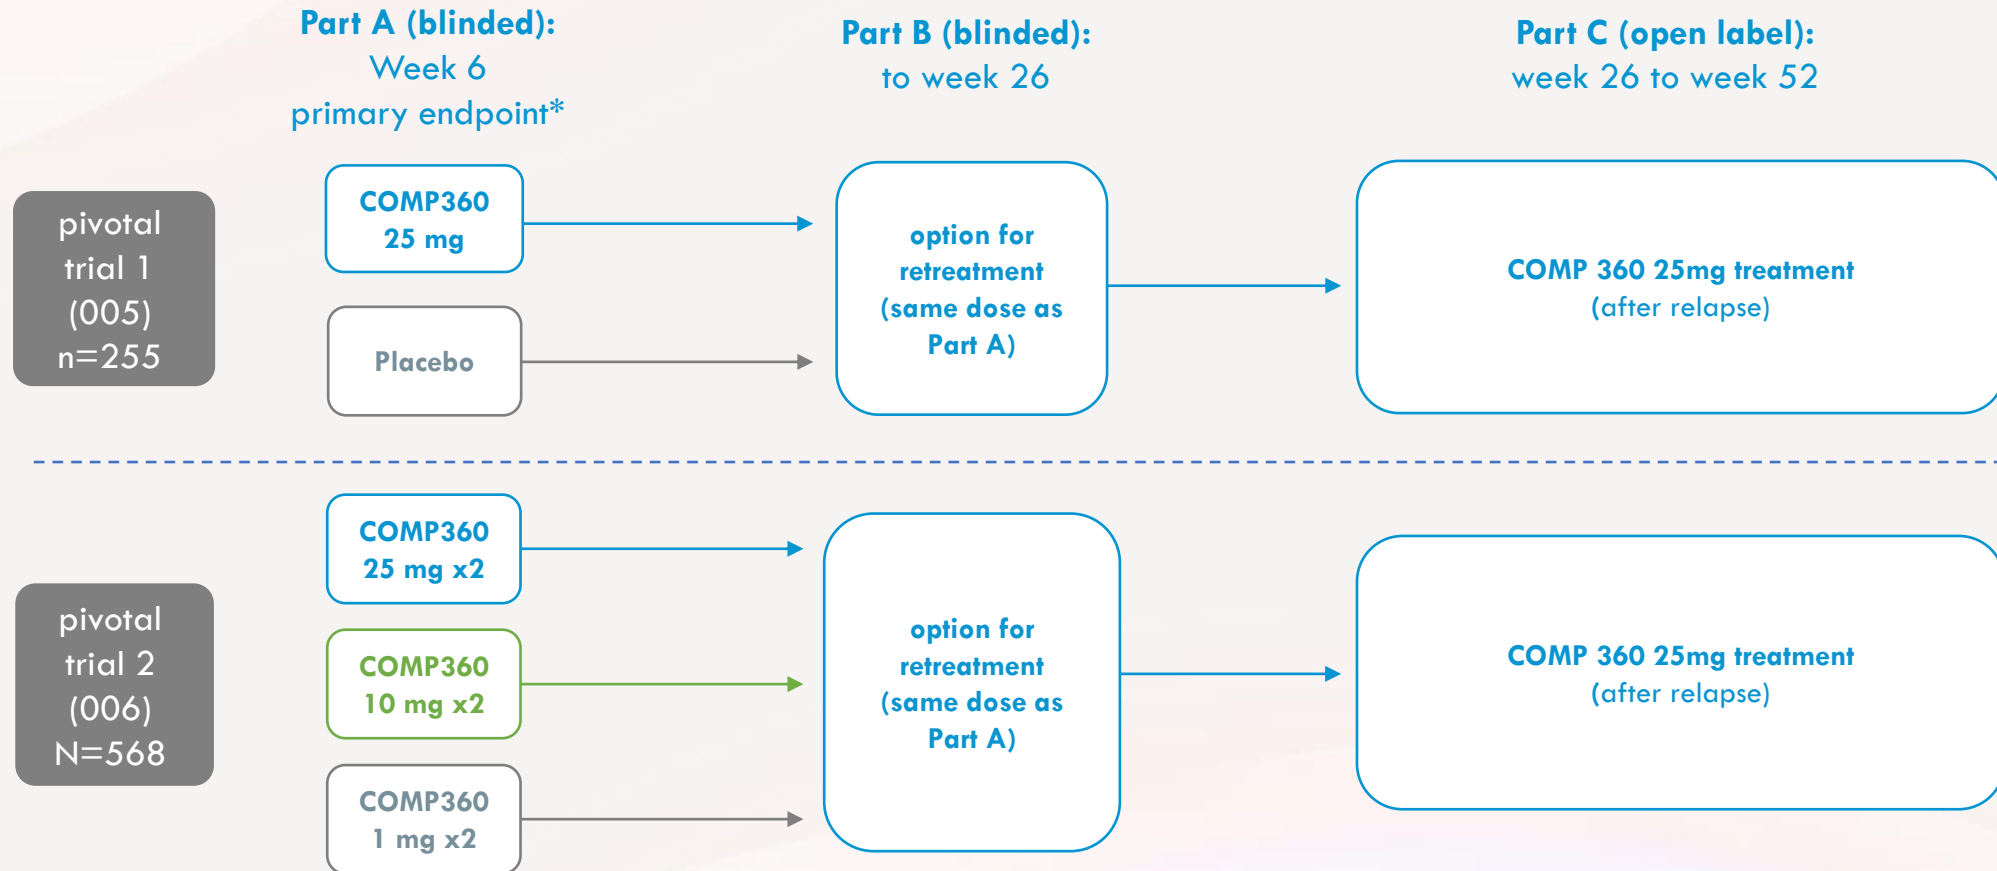 Part A (blinded):
Week 6
primary endpoint*
Part B (blinded):
to week 26
Part C (open label):
week 26 to week 52
pivotal
trial 1
(005)
n=255
COMP360
25 mg
Placebo
option for
retreatment
(same dose as
Part A)
COMP 360 25mg treatment
(after relapse)
pivotal
trial 2
(006)
N=568
COMP360
25 mg x2
COMP360
10 mg x2
COMP360
1 mg x2
option for
retreatment
(same dose as
Part A)
COMP 360 25mg treatment
(after relapse)